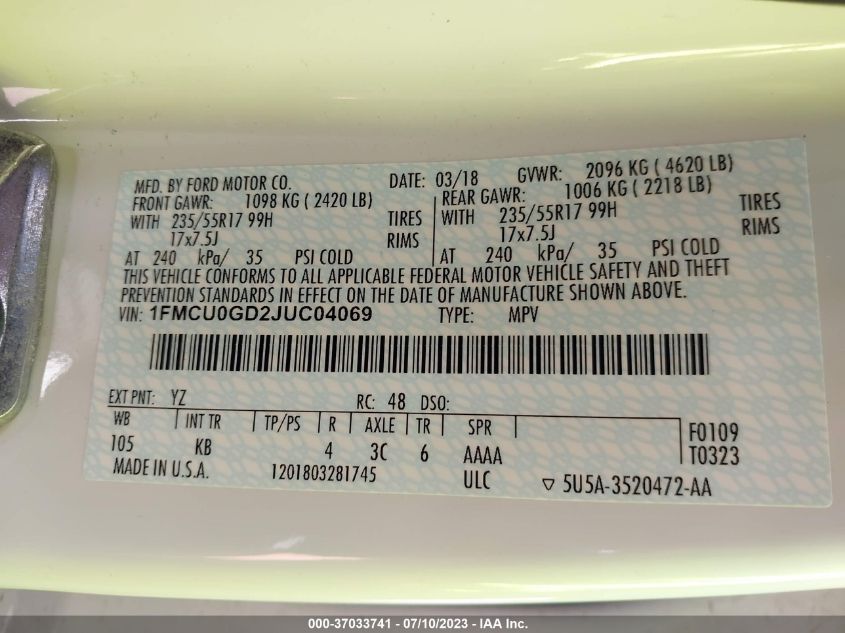 MFD. BY FORD MOTOR CO. DATE: 03/18 GVWR: 2096 KG ( 4620 LB)
FRONT GAWR: 1098 KG ( 2420 LB) REAR GAWR: 1006 KG ( 2218 LB)
WITH 235/55R17 99H TIRES WITH 235/55R17 99H TIRES
17x7.5J RIMS 17x7.5J RIMS
AT 240 kPa/ 35 PSI COLD AT 240 kPa/ 35 PSI COLD
THIS VEHICLE CONFORMS TO ALL APPLICABLE FEDERAL MOTOR VEHICLE SAFETY AND THEFT
PREVENTION STANDARDS IN EFFECT ON THE DATE OF MANUFACTURE SHOWN ABOVE.
VIN: 1FMCU0GD2JUC04069 TYPE: MPV
EXT PNT: YZ RC: 48 DSO:
WB INT TR TP/PS R AXLE TR SPR
105 KB 4 3C 6 AAAA
F0109
T0323
MADE IN U.S.A. 1201803281745 ULC ▽ 5U5A-3520472-AA
000-37033741 - 07/10/2023 - IAA Inc.